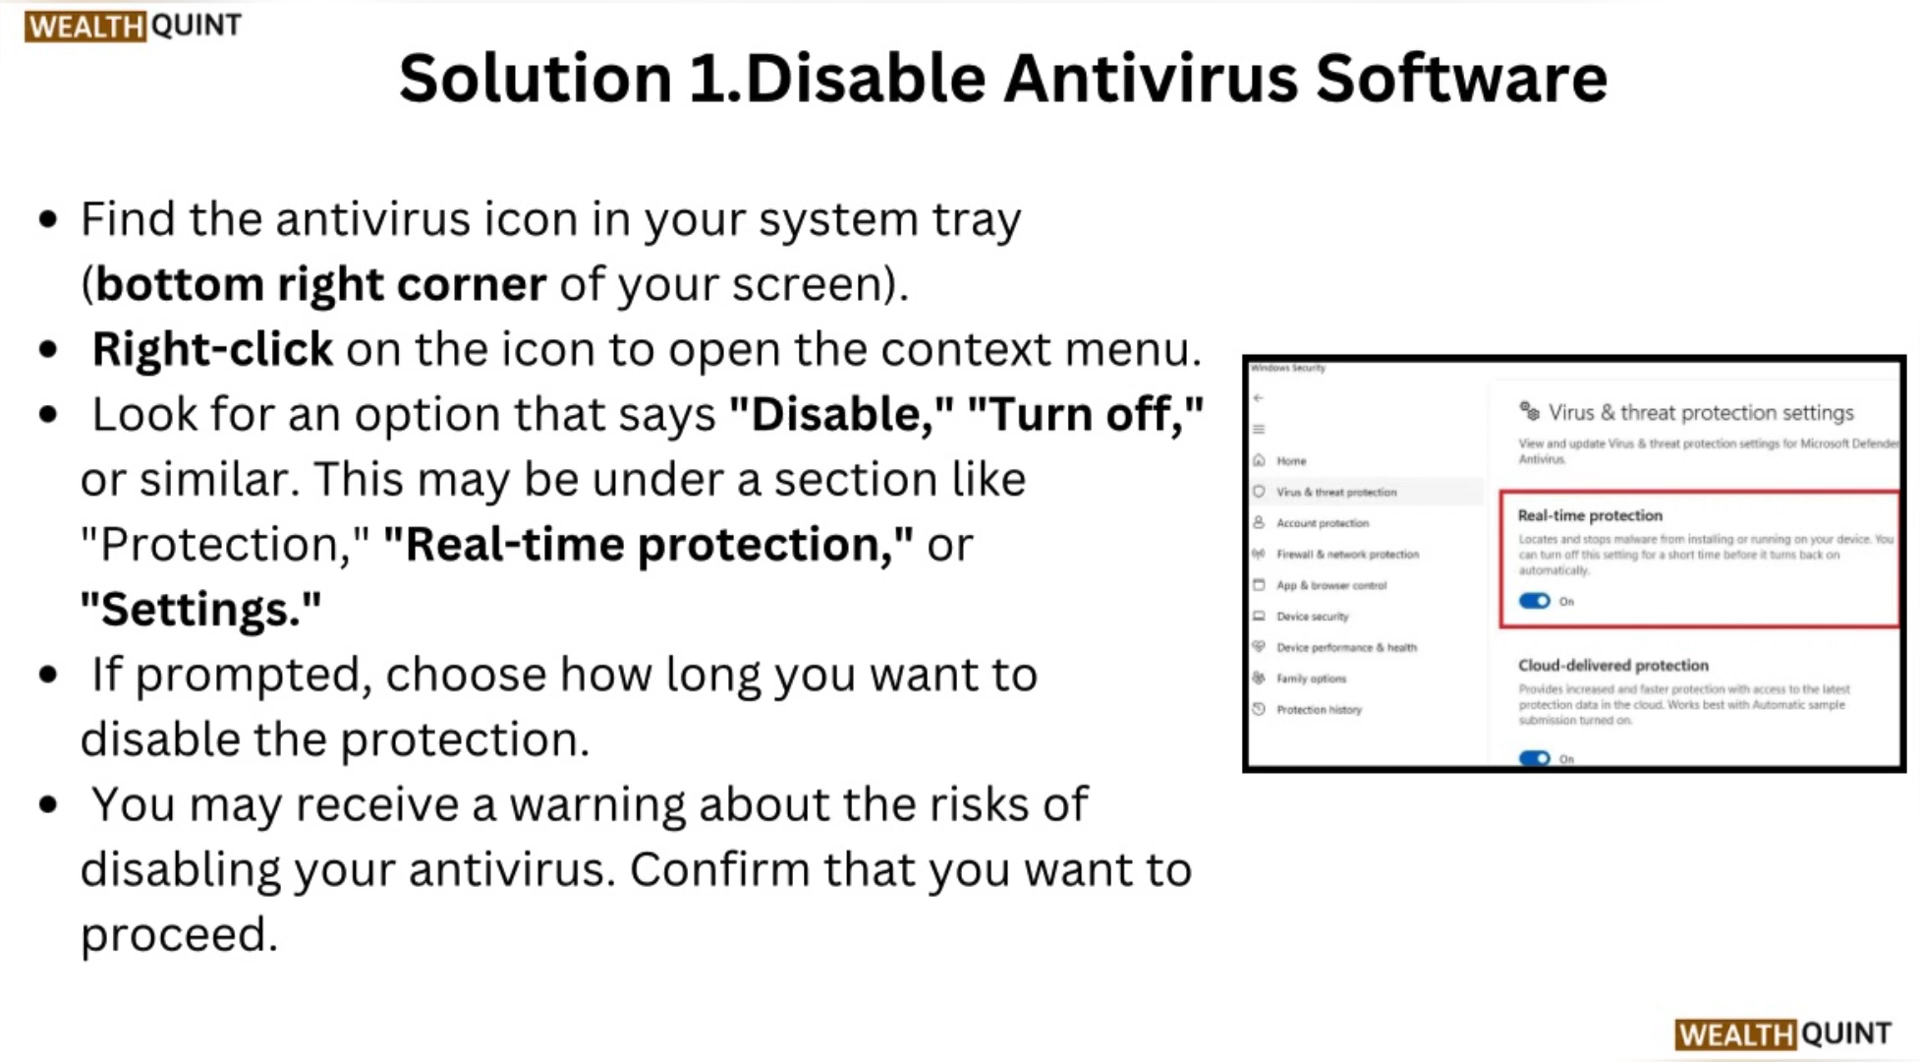 WEALTH QUINT
Solution 1.Disable Antivirus Software
• Find the antivirus icon in your system tray
(bottom right corner of your screen).
• Right-click on the icon to open the context menu.
• Look for an option that says "Disable," "Turn off,"
or similar. This may be under a section like
"Protection," "Real-time protection," or
"Settings."
• If prompted, choose how long you want to
disable the protection.
• You may receive a warning about the risks of
disabling your antivirus. Confirm that you want to
proceed.
Windows Security
Home
Virus & threat protection
Account protection
Firewall & network protection
App & browser control
Device security
Device performance & health
Family options
Protection history
Virus & threat protection settings
View and update Virus & threat protection settings for Microsoft Defender
Antivirus.
Real-time protection
Locates and stops malware from installing or running on your device. You
can turn off this setting for a short time before it turns back on
automatically.
On
Cloud-delivered protection
Provides increased and faster protection with access to the latest
protection data in the cloud. Works best with Automatic sample
submission turned on.
On
WEALTH QUINT